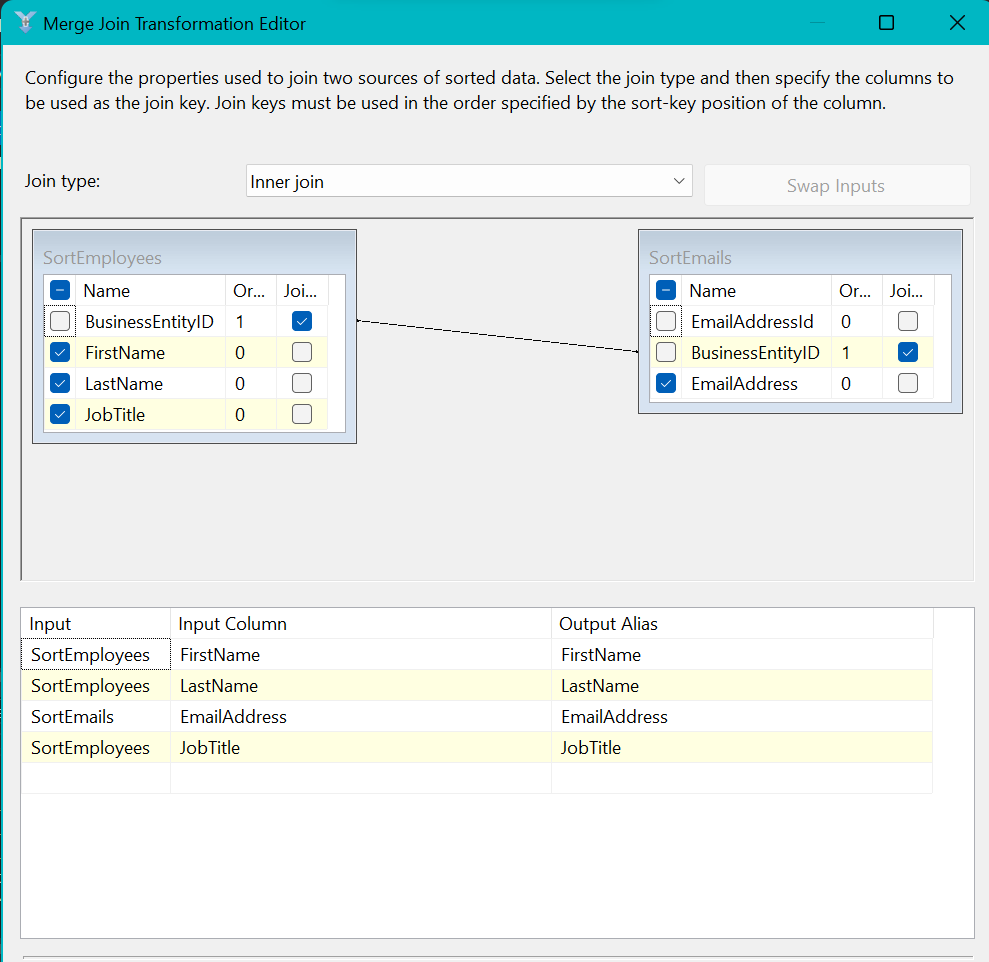 Merge Join Transformation Editor
Configure the properties used to join two sources of sorted data. Select the join type and then specify the columns to
be used as the join key. Join keys must be used in the order specified by the sort-key position of the column.
Join type:
Inner join
Swap Inputs
SortEmployees
Name Or... Joi...
BusinessEntityID 1
FirstName 0
LastName 0
JobTitle 0
SortEmails
Name Or... Joi...
EmailAddressId 0
BusinessEntityID 1
EmailAddress 0
Input Input Column Output Alias
SortEmployees FirstName FirstName
SortEmployees LastName LastName
SortEmails EmailAddress EmailAddress
SortEmployees JobTitle JobTitle